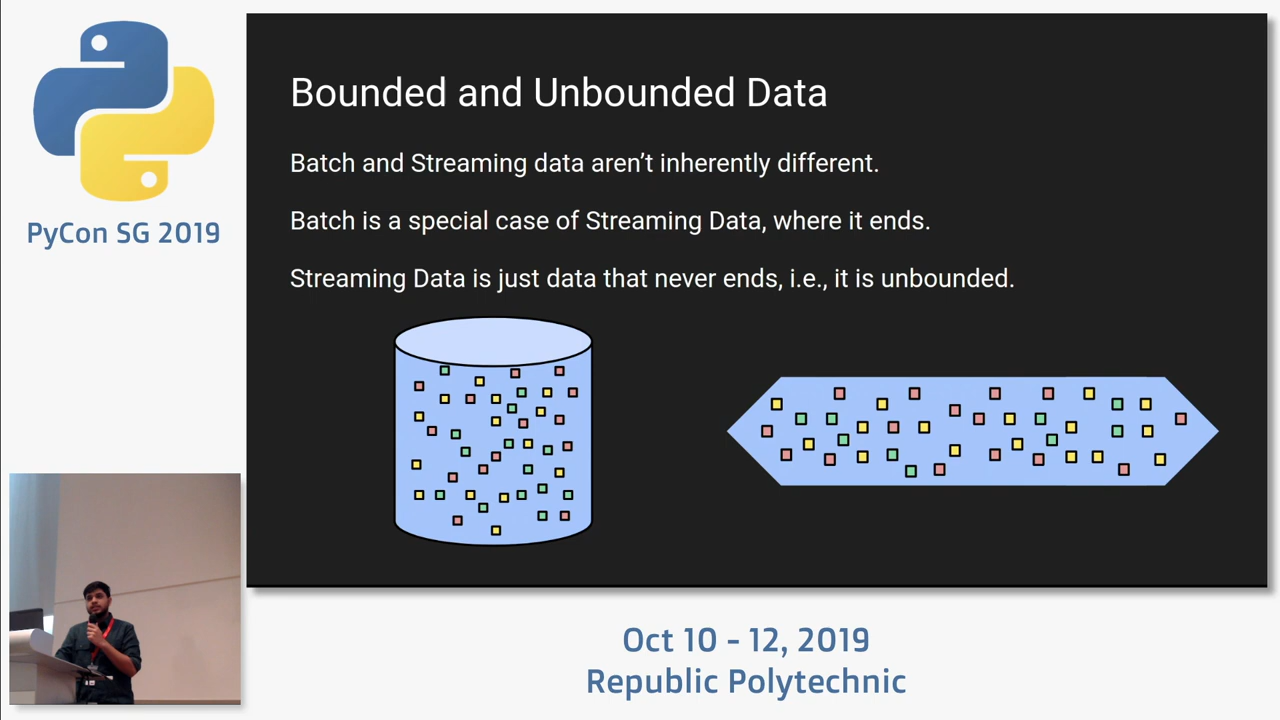 PyCon SG 2019
Bounded and Unbounded Data
Batch and Streaming data aren’t inherently different.
Batch is a special case of Streaming Data, where it ends.
Streaming Data is just data that never ends, i.e., it is unbounded.
Oct 10 - 12, 2019
Republic Polytechnic